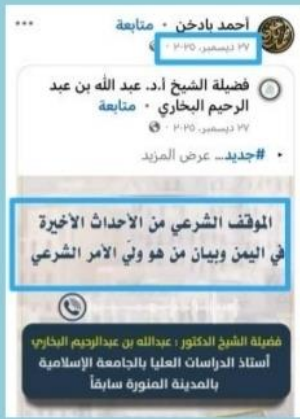 أحمد بادخن • متابعة
٢٧ ديسمبر، ٢٠٢٥
فضيلة الشيخ أ.د. عبد الله بن عبد
الرحيم البخاري • متابعة
٢٧ ديسمبر، ٢٠٢٥
#جديد... عرض المزيد
الموقف الشرعي من الأحداث الأخيرة
في اليمن وبيان من هو وليّ الأمر الشرعي
فضيلة الشيخ الدكتور : عبدالله بن عبدالرحيم البخاري
أستاذ الدراسات العليا بالجامعة الإسلامية
بالمدينة المنورة سابقاً